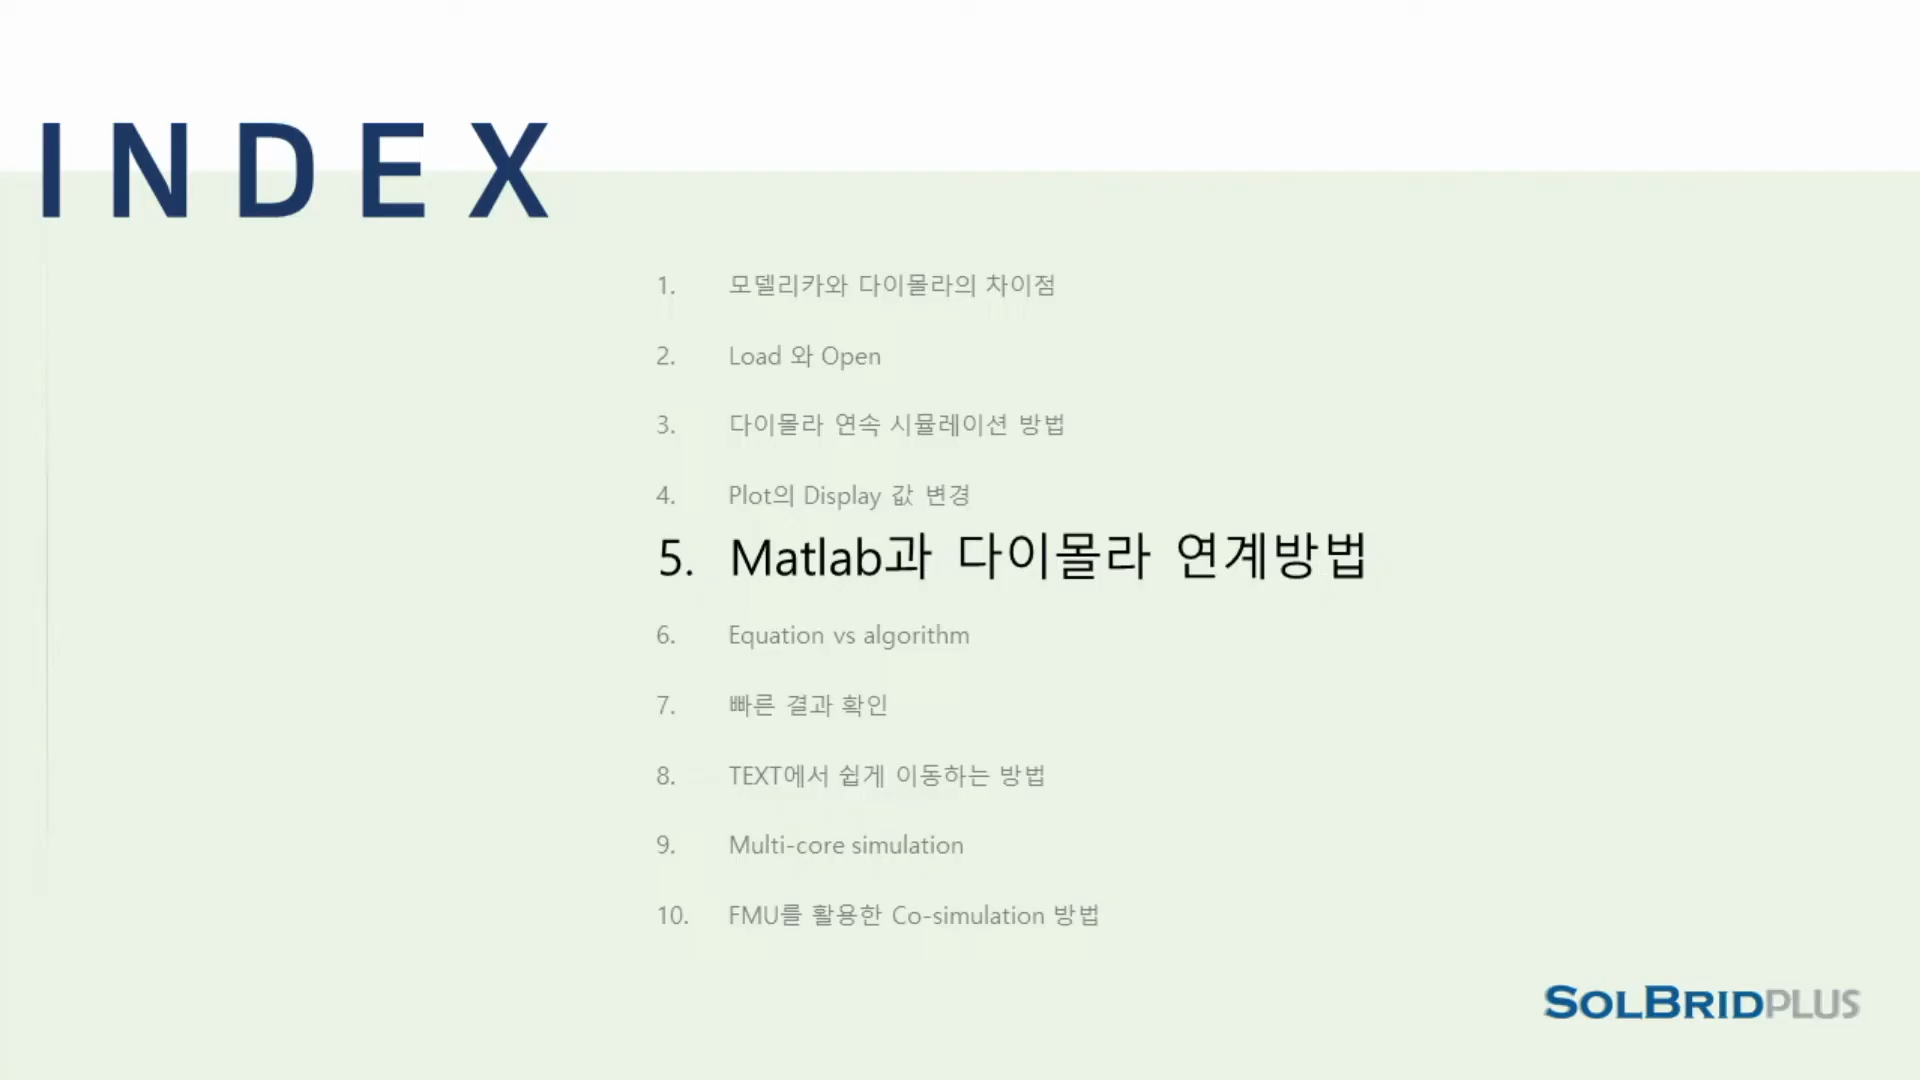 INDEX
1. 모델리카와 다이몰라의 차이점
2. Load 와 Open
3. 다이몰라 연속 시뮬레이션 방법
4. Plot의 Display 값 변경
5. Matlab과 다이몰라 연계방법
6. Equation vs algorithm
7. 빠른 결과 확인
8. TEXT에서 쉽게 이동하는 방법
9. Multi-core simulation
10. FMU를 활용한 Co-simulation 방법
SOLBRIDPLUS